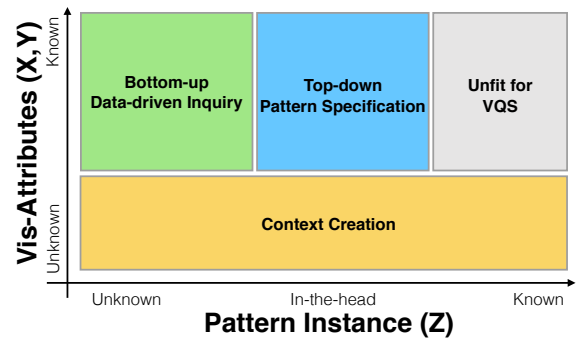 Vis-Attributes (X,Y)
Known
Unknown
Bottom-up
Data-driven Inquiry
Top-down
Pattern Specification
Unfit for
VQS
Context Creation
Unknown
In-the-head
Known
Pattern Instance (Z)